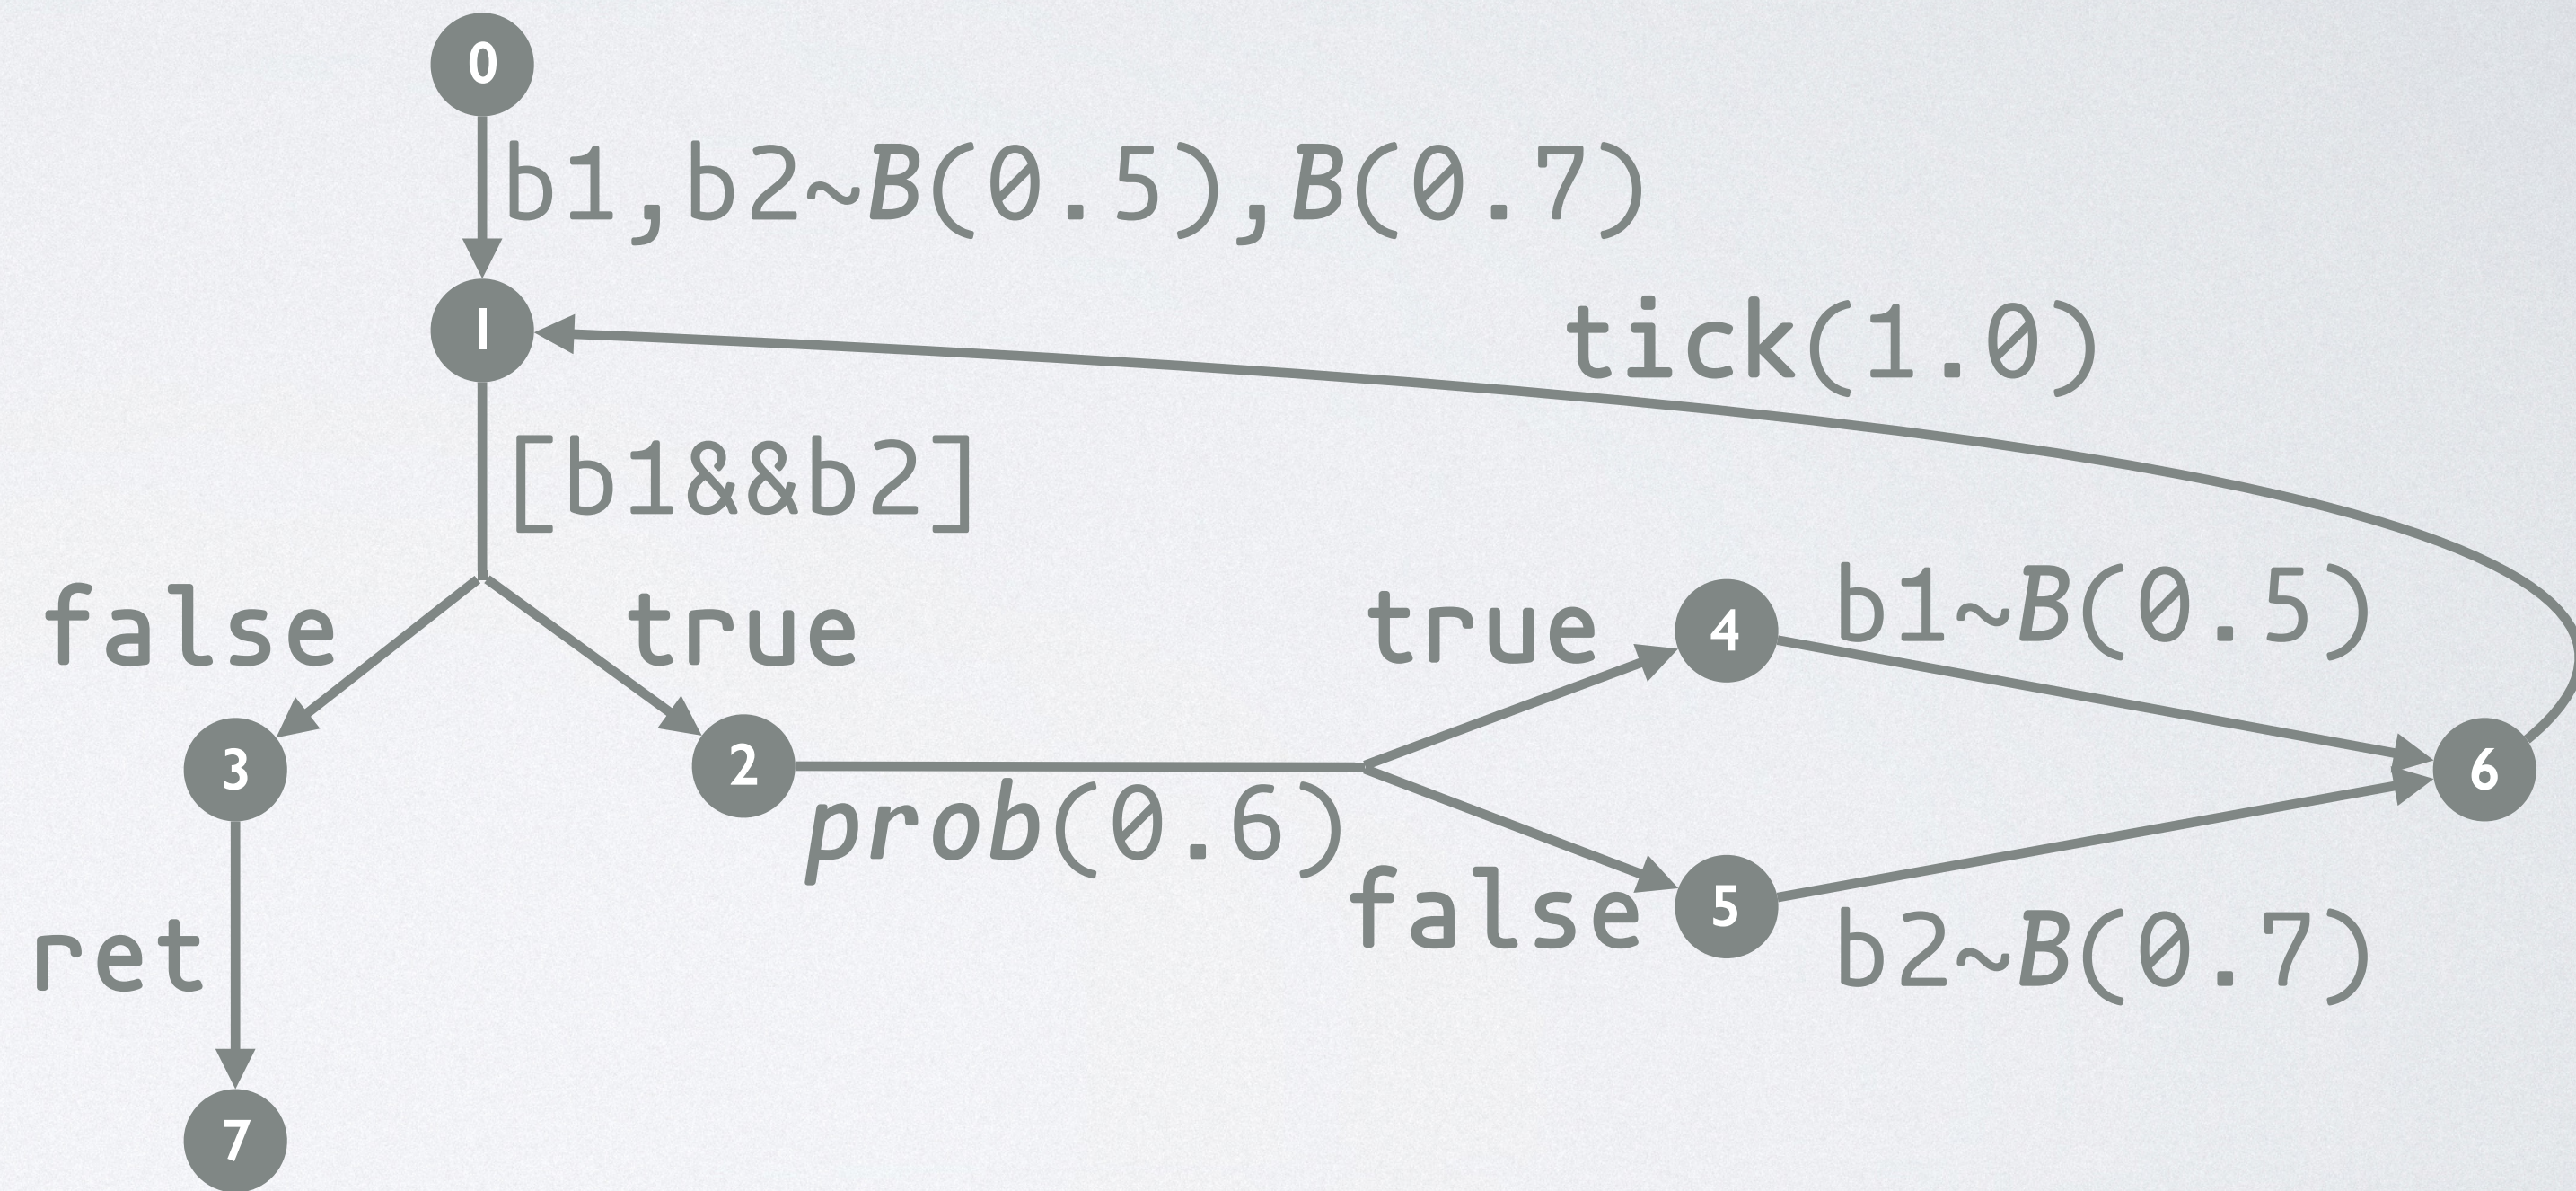 0
b1,b2~B(0.5),B(0.7)
1
tick(1.0)
[b1&&b2]
false
true
true
4
b1~B(0.5)
3
2
6
prob(0.6)
false
5
b2~B(0.7)
ret
7